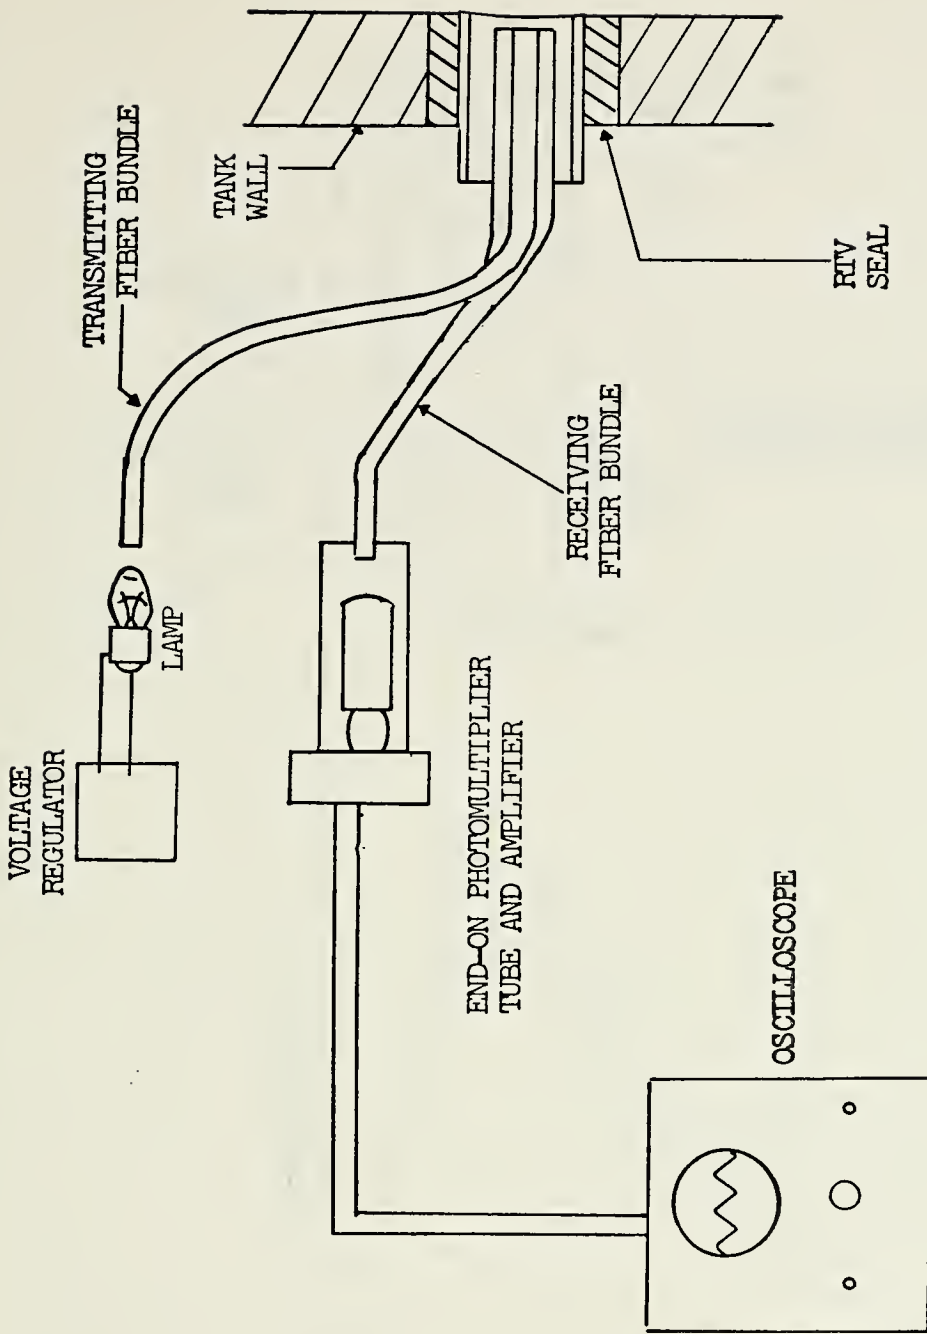 VOLTAGE
REGULATOR
LAMP
TRANSMITTING
FIBER BUNDLE
TANK
WALL
RECEIVING
FIBER BUNDLE
RTV
SEAL
END-ON PHOTOMULTIPLIER
TUBE AND AMPLIFIER
OSCILLOSCOPE